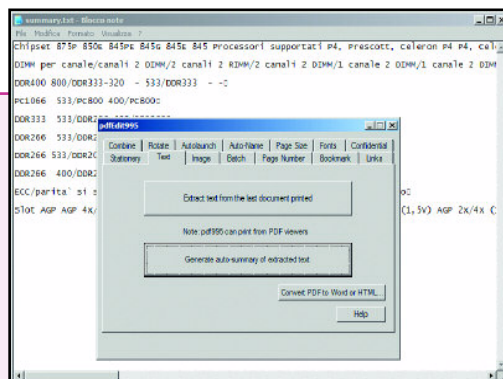 summary.txt - Blocco note
File Modifica Formato Visualizza ?
Chipset 875P 850E 845PE 845G 845E 845 Processori supportati P4, Prescott, celeron P4 P4, Cel
DIMM per canale/canali 2 DIMM/2 canali 2 RIMM/2 canali 2 DIMM/1 canale 2 DIMM/1 canale 2 DIMM
DDR400 800/DDR333-320 - 533/DDR333 - -
PC1066 533/PC800 400/PC800
DDR333 533/DDR2
DDR266 533/DDR2
DDR266 533/DDR20
DDR266 400/DDR2
ECC/parita` si s
Slot AGP AGP 4X/ (1,5V) AGP 2X/4X (
pdfEdit995
Combine Rotate Autolaunch Auto-Name Page Size Fonts Confidential
Stationery Text Image Batch Page Number Bookmark Links
Extract text from the last document printed
Note: pdf995 can print from PDF viewers
Generate auto-summary of extracted text
Convert PDF to Word or HTML...
Help